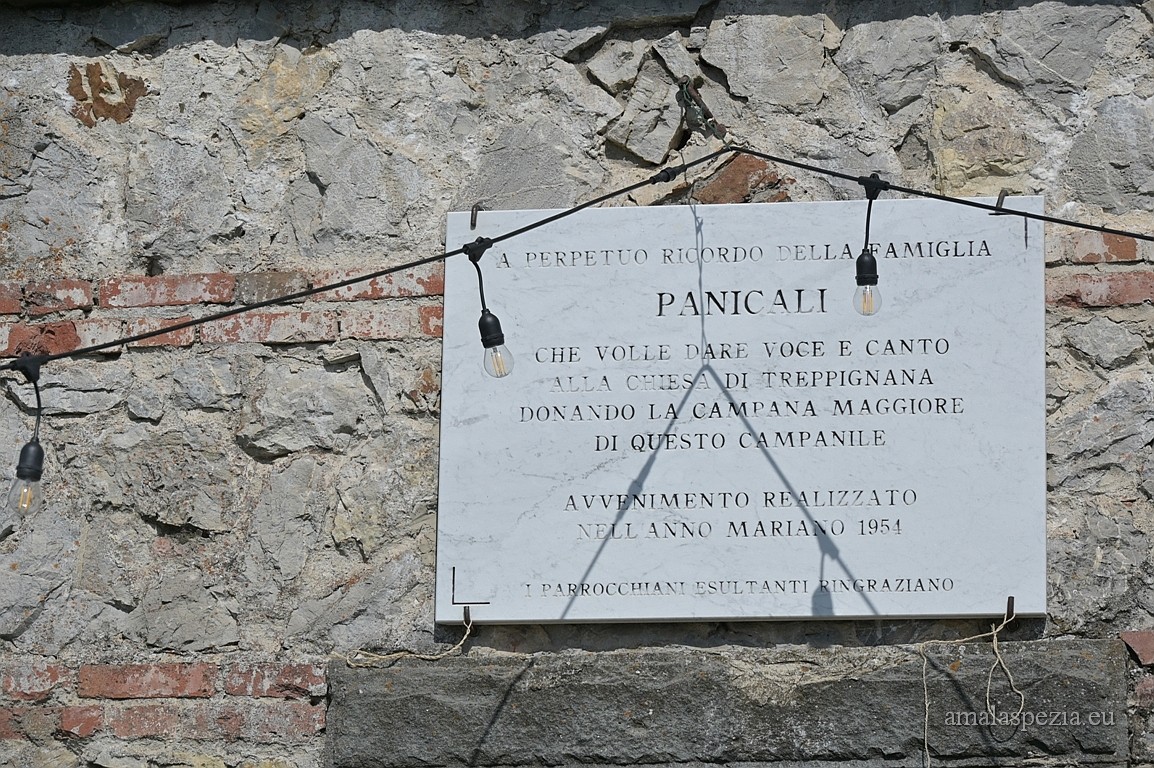 A PERPETUO RICORDO DELLA FAMIGLIA
PANICALI
CHE VOLLE DARE VOCE E CANTO
ALLA CHIESA DI TREPPIGNANA
DONANDO LA CAMPANA MAGGIORE
DI QUESTO CAMPANILE
AVVENIMENTO REALIZZATO
NELL'ANNO MARIANO 1954
I PARROCCHIANI ESULTANTI RINGRAZIANO
amalaspezia.eu